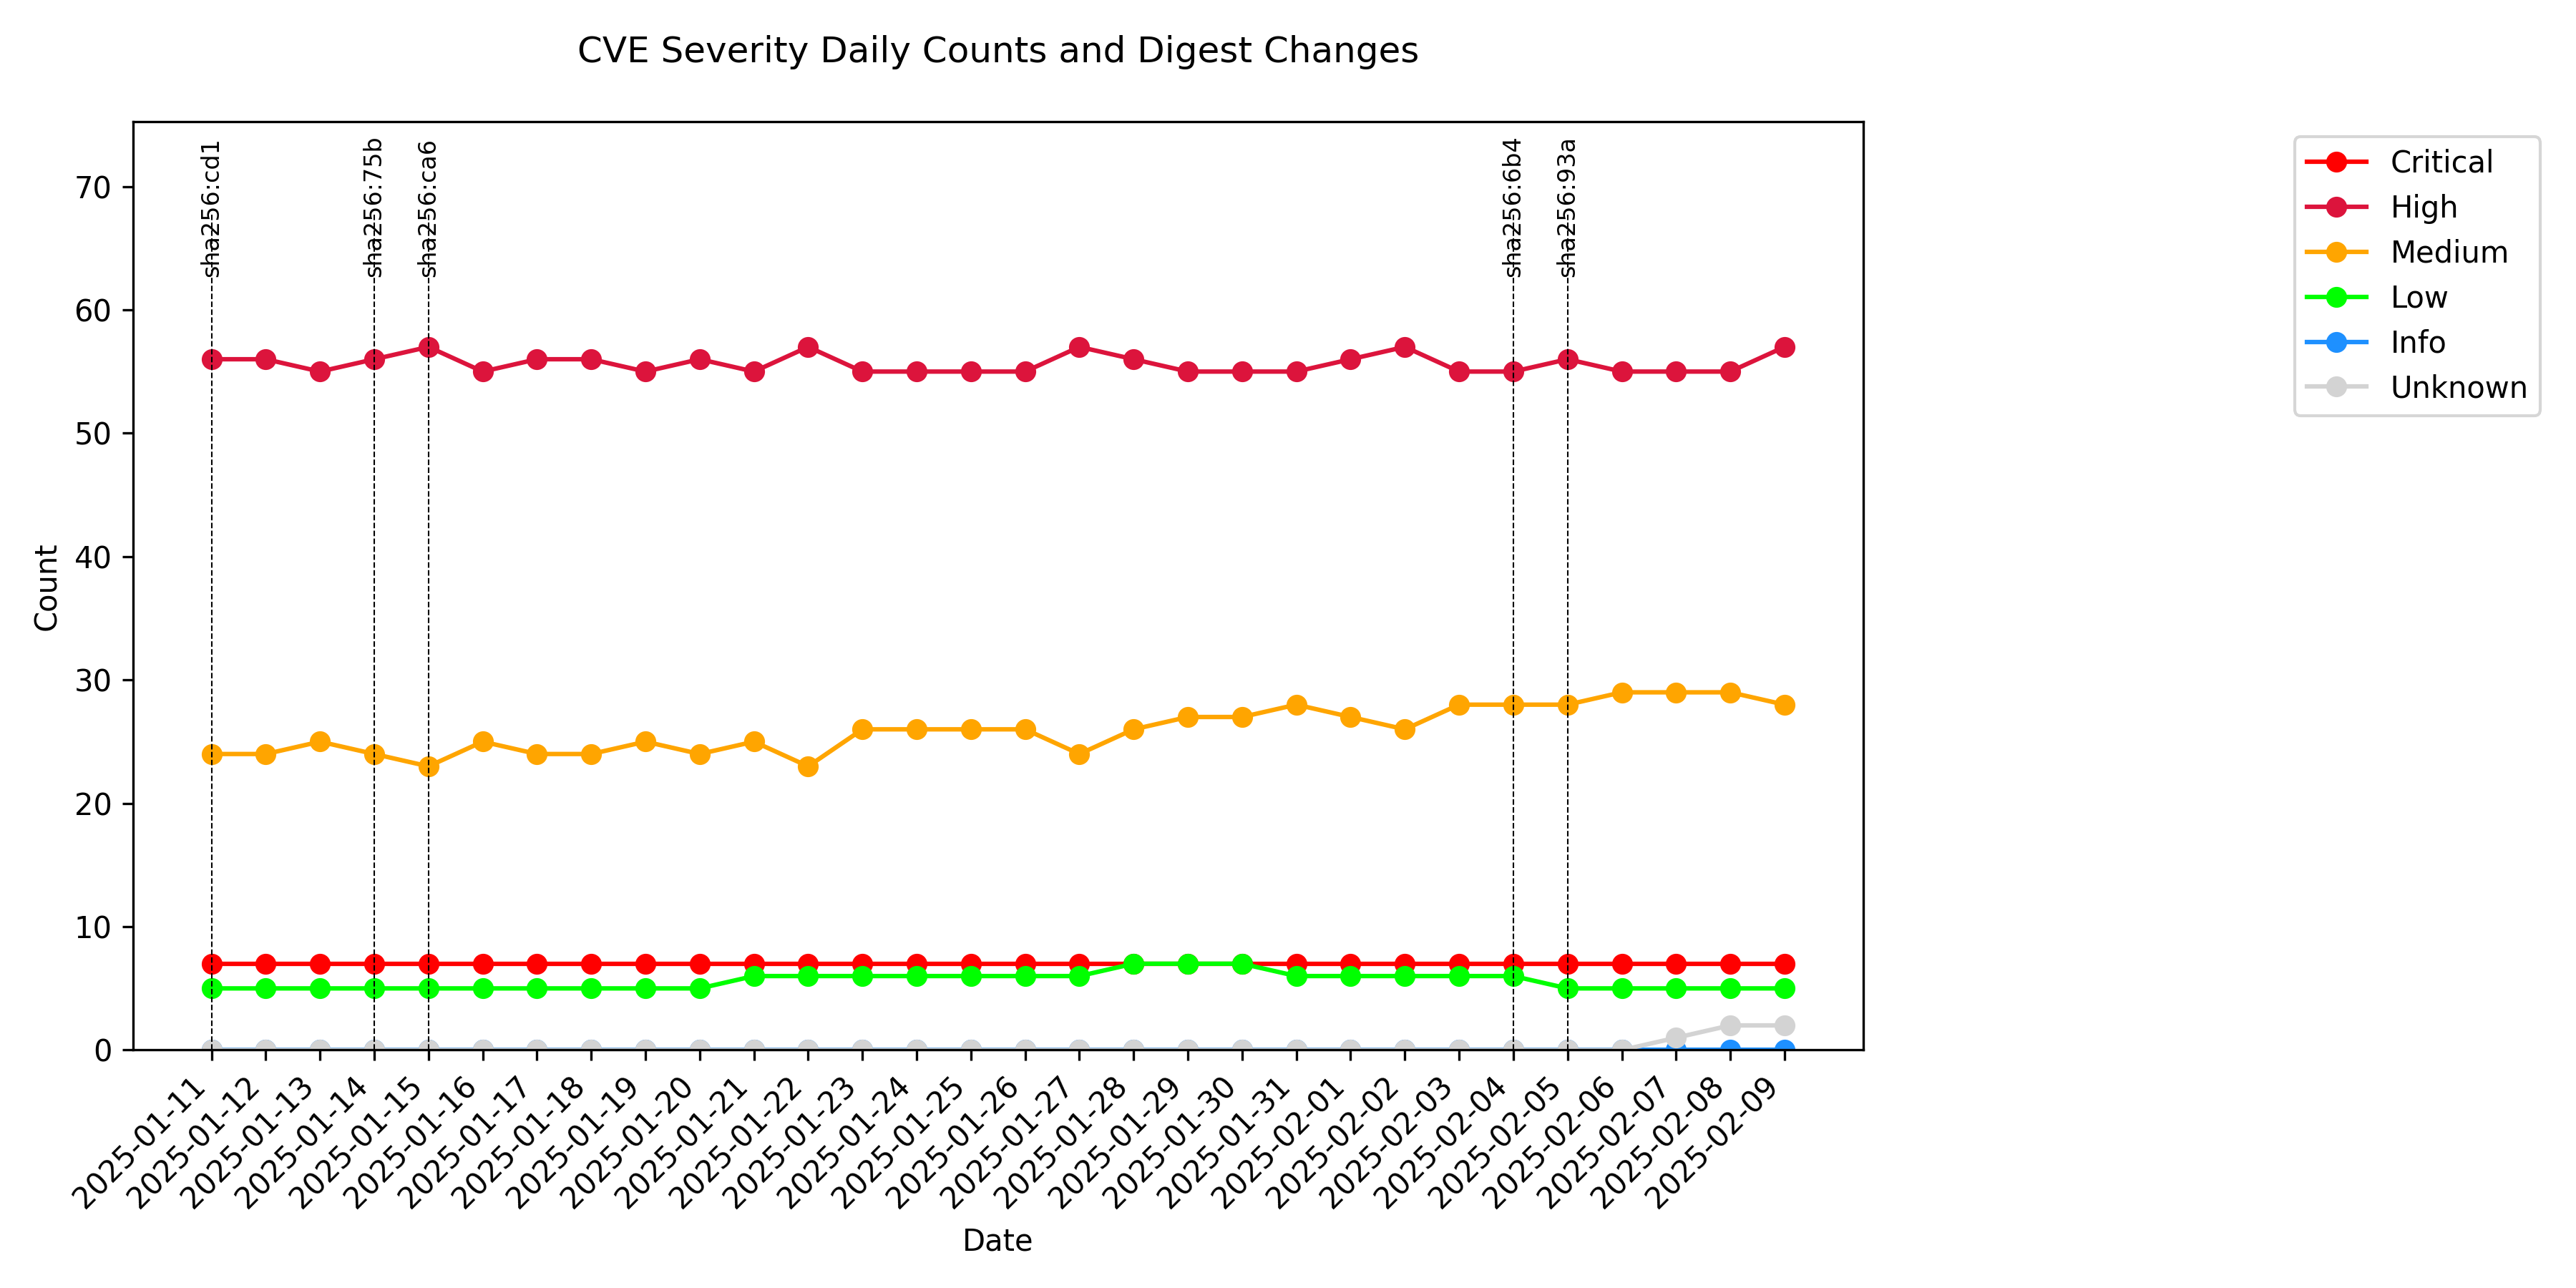 CVE Severity Daily Counts and Digest Changes
sha256:cd1
sha256:75b
sha256:ca6
sha256:6b4
sha256:93a
Critical
High
Medium
Low
Info
Unknown
Count
70
60
50
40
30
20
10
0
2025-01-11
2025-01-12
2025-01-13
2025-01-14
2025-01-15
2025-01-16
2025-01-17
2025-01-18
2025-01-19
2025-01-20
2025-01-21
2025-01-22
2025-01-23
2025-01-24
2025-01-25
2025-01-26
2025-01-27
2025-01-28
2025-01-29
2025-01-30
2025-01-31
2025-02-01
2025-02-02
2025-02-03
2025-02-04
2025-02-05
2025-02-06
2025-02-07
2025-02-08
2025-02-09
Date